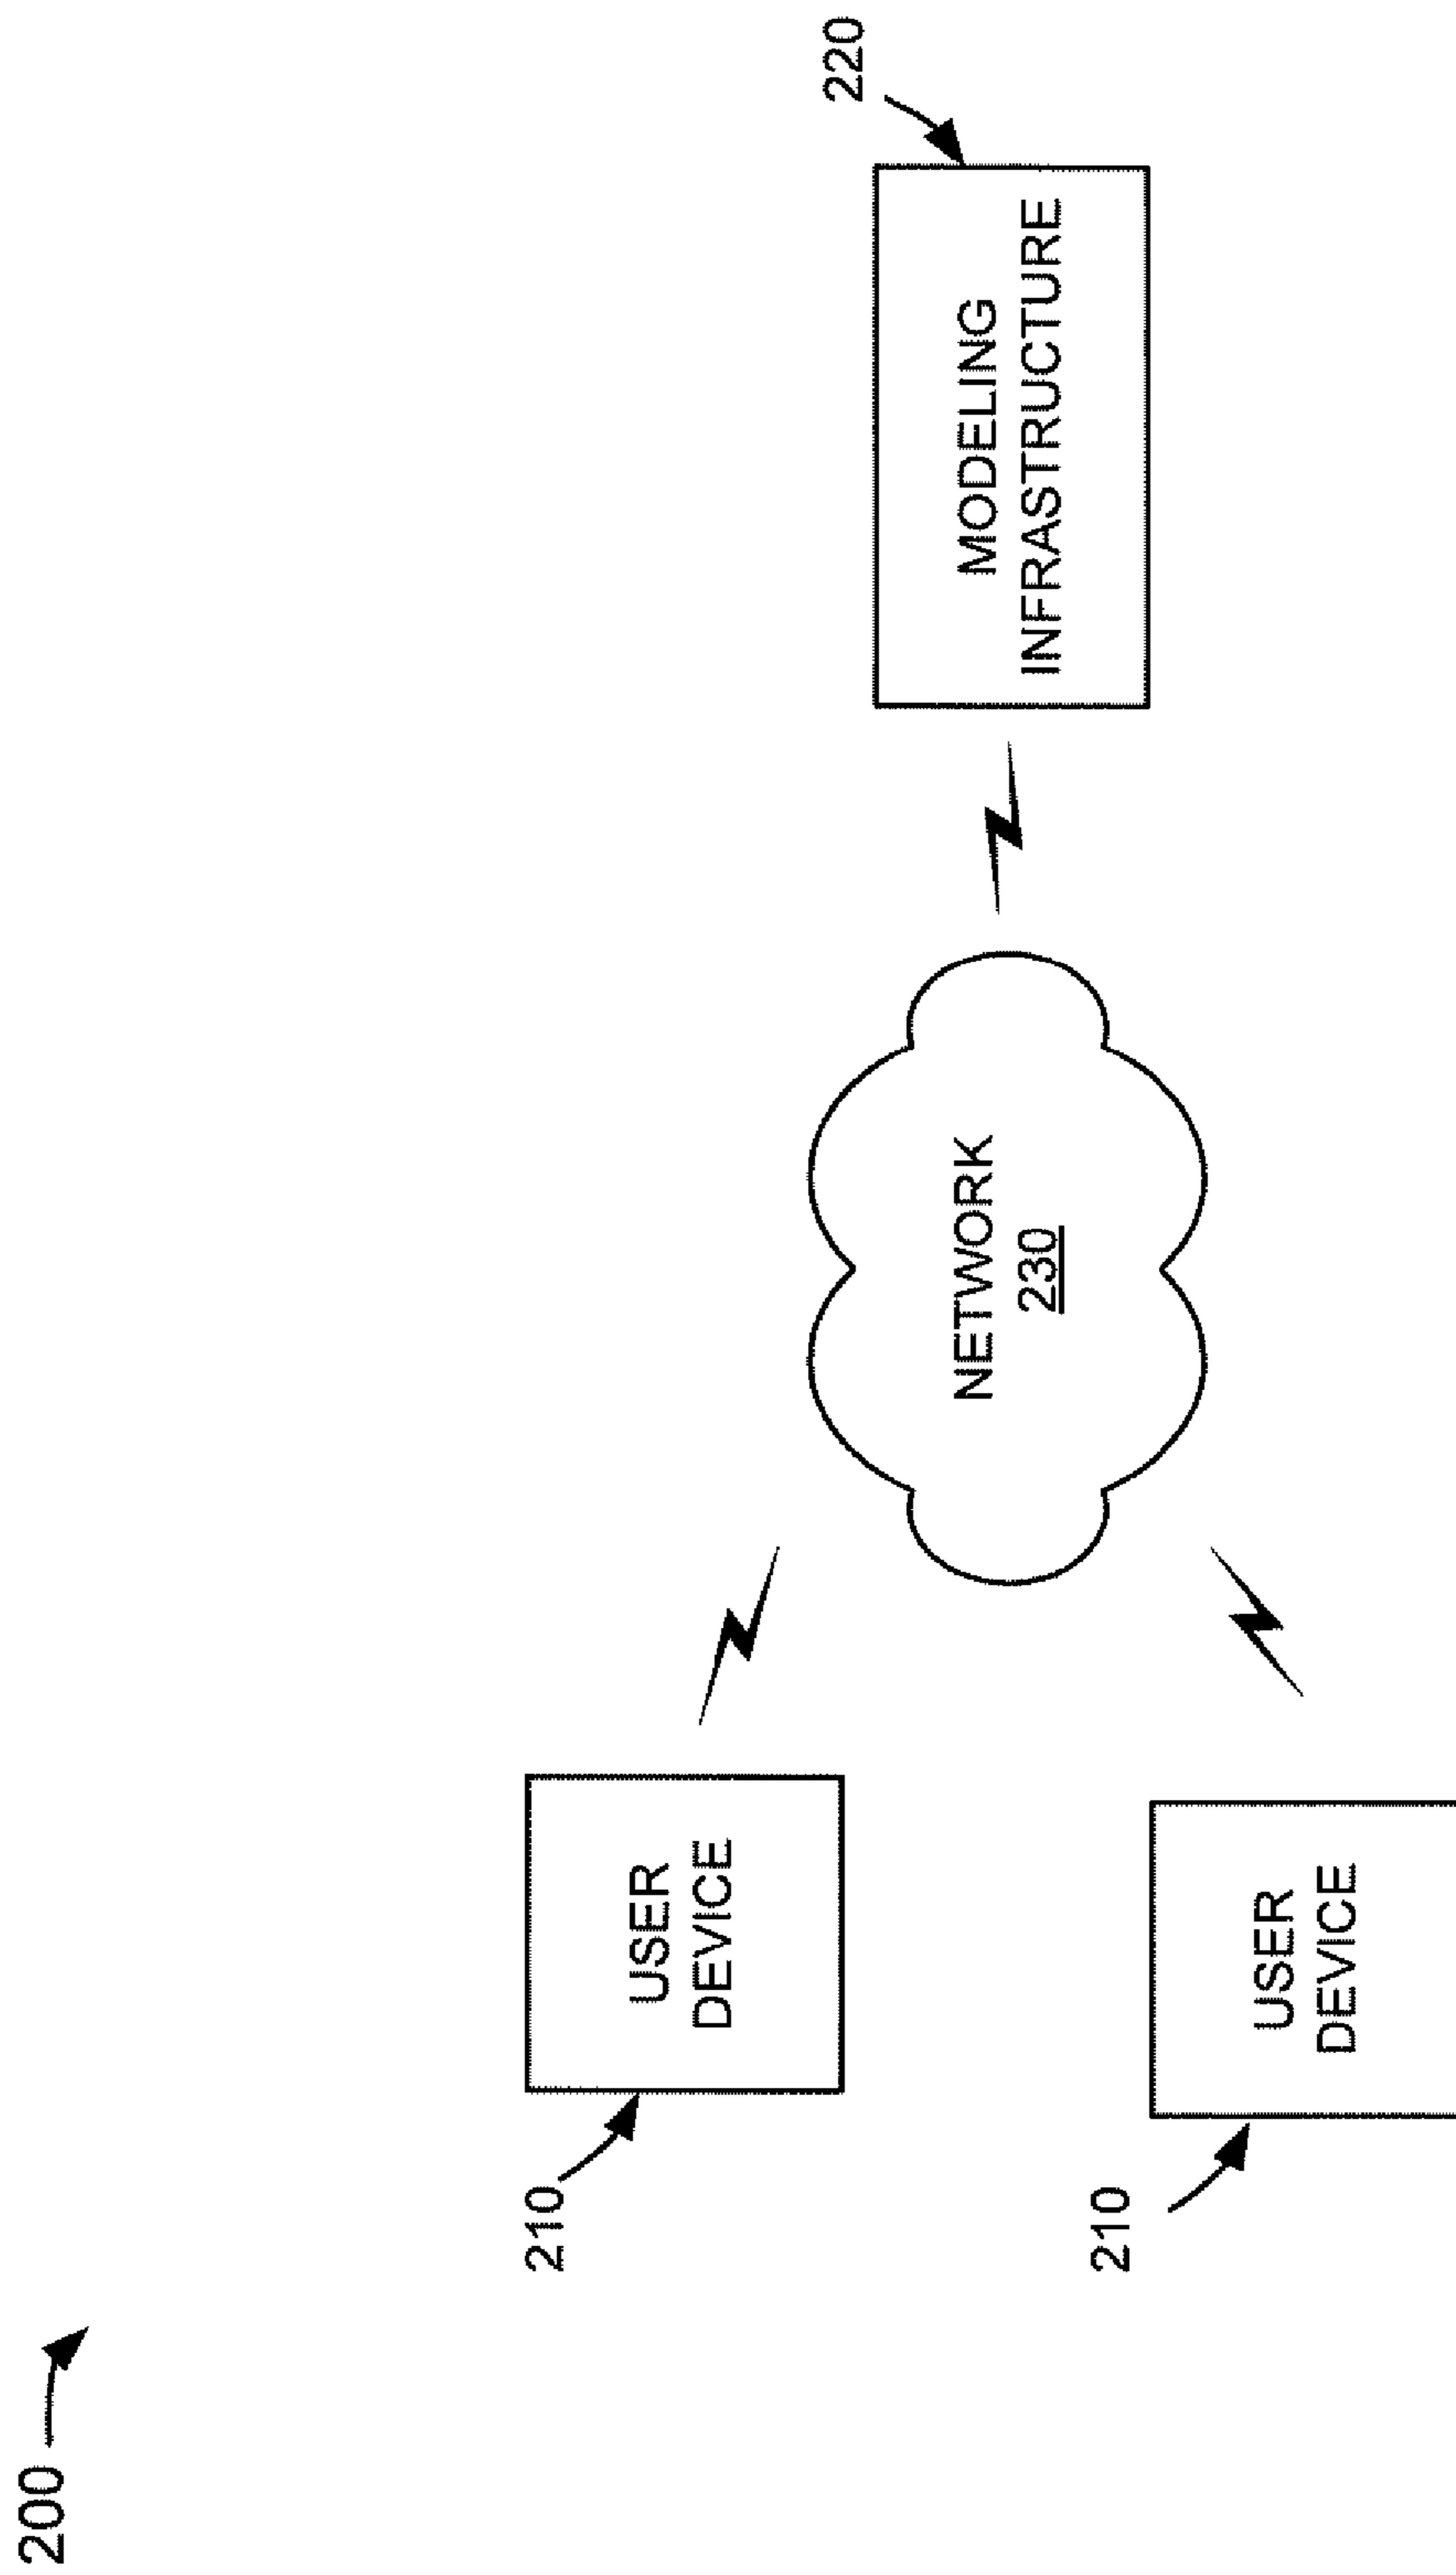 200
210
USER
DEVICE
210
USER
DEVICE
NETWORK
230
220
MODELING
INFRASTRUCTURE